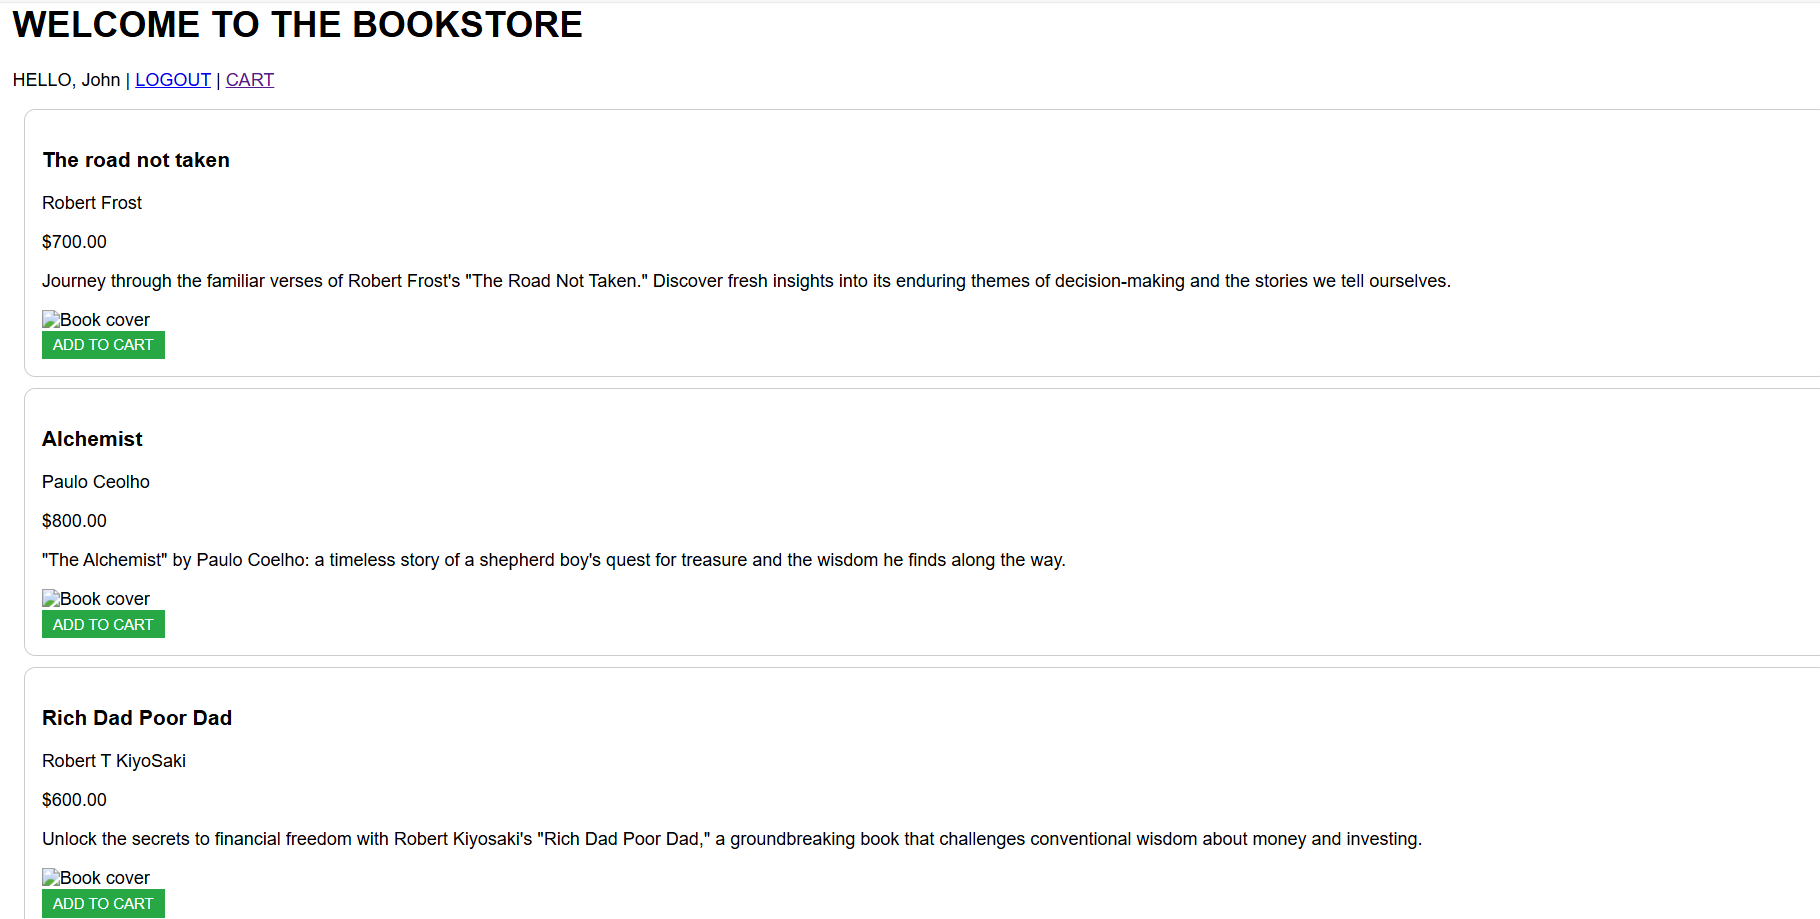 WELCOME TO THE BOOKSTORE
HELLO, John | LOGOUT | CART
The road not taken
Robert Frost
$700.00
Journey through the familiar verses of Robert Frost's "The Road Not Taken." Discover fresh insights into its enduring themes of decision-making and the stories we tell ourselves.
Book cover
ADD TO CART
Alchemist
Paulo Ceolho
$800.00
"The Alchemist" by Paulo Coelho: a timeless story of a shepherd boy's quest for treasure and the wisdom he finds along the way.
Book cover
ADD TO CART
Rich Dad Poor Dad
Robert T KiyoSaki
$600.00
Unlock the secrets to financial freedom with Robert Kiyosaki's "Rich Dad Poor Dad," a groundbreaking book that challenges conventional wisdom about money and investing.
Book cover
ADD TO CART